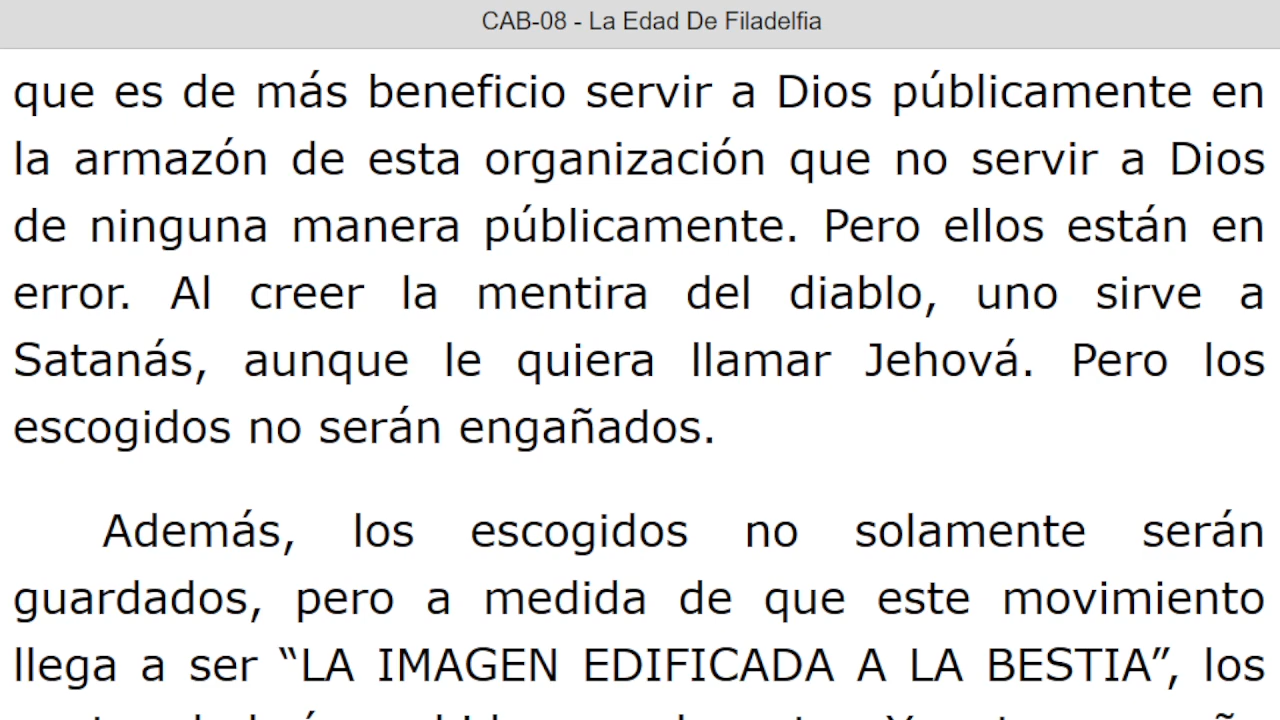 CAB-08 - La Edad De Filadelfia
que es de más beneficio servir a Dios públicamente en
la armazón de esta organización que no servir a Dios
de ninguna manera públicamente. Pero ellos están en
error. Al creer la mentira del diablo, uno sirve a
Satanás, aunque le quiera llamar Jehová. Pero los
escogidos no serán engañados.
Además, los escogidos no solamente serán
guardados, pero a medida de que este movimiento
llega a ser “LA IMAGEN EDIFICADA A LA BESTIA”, los